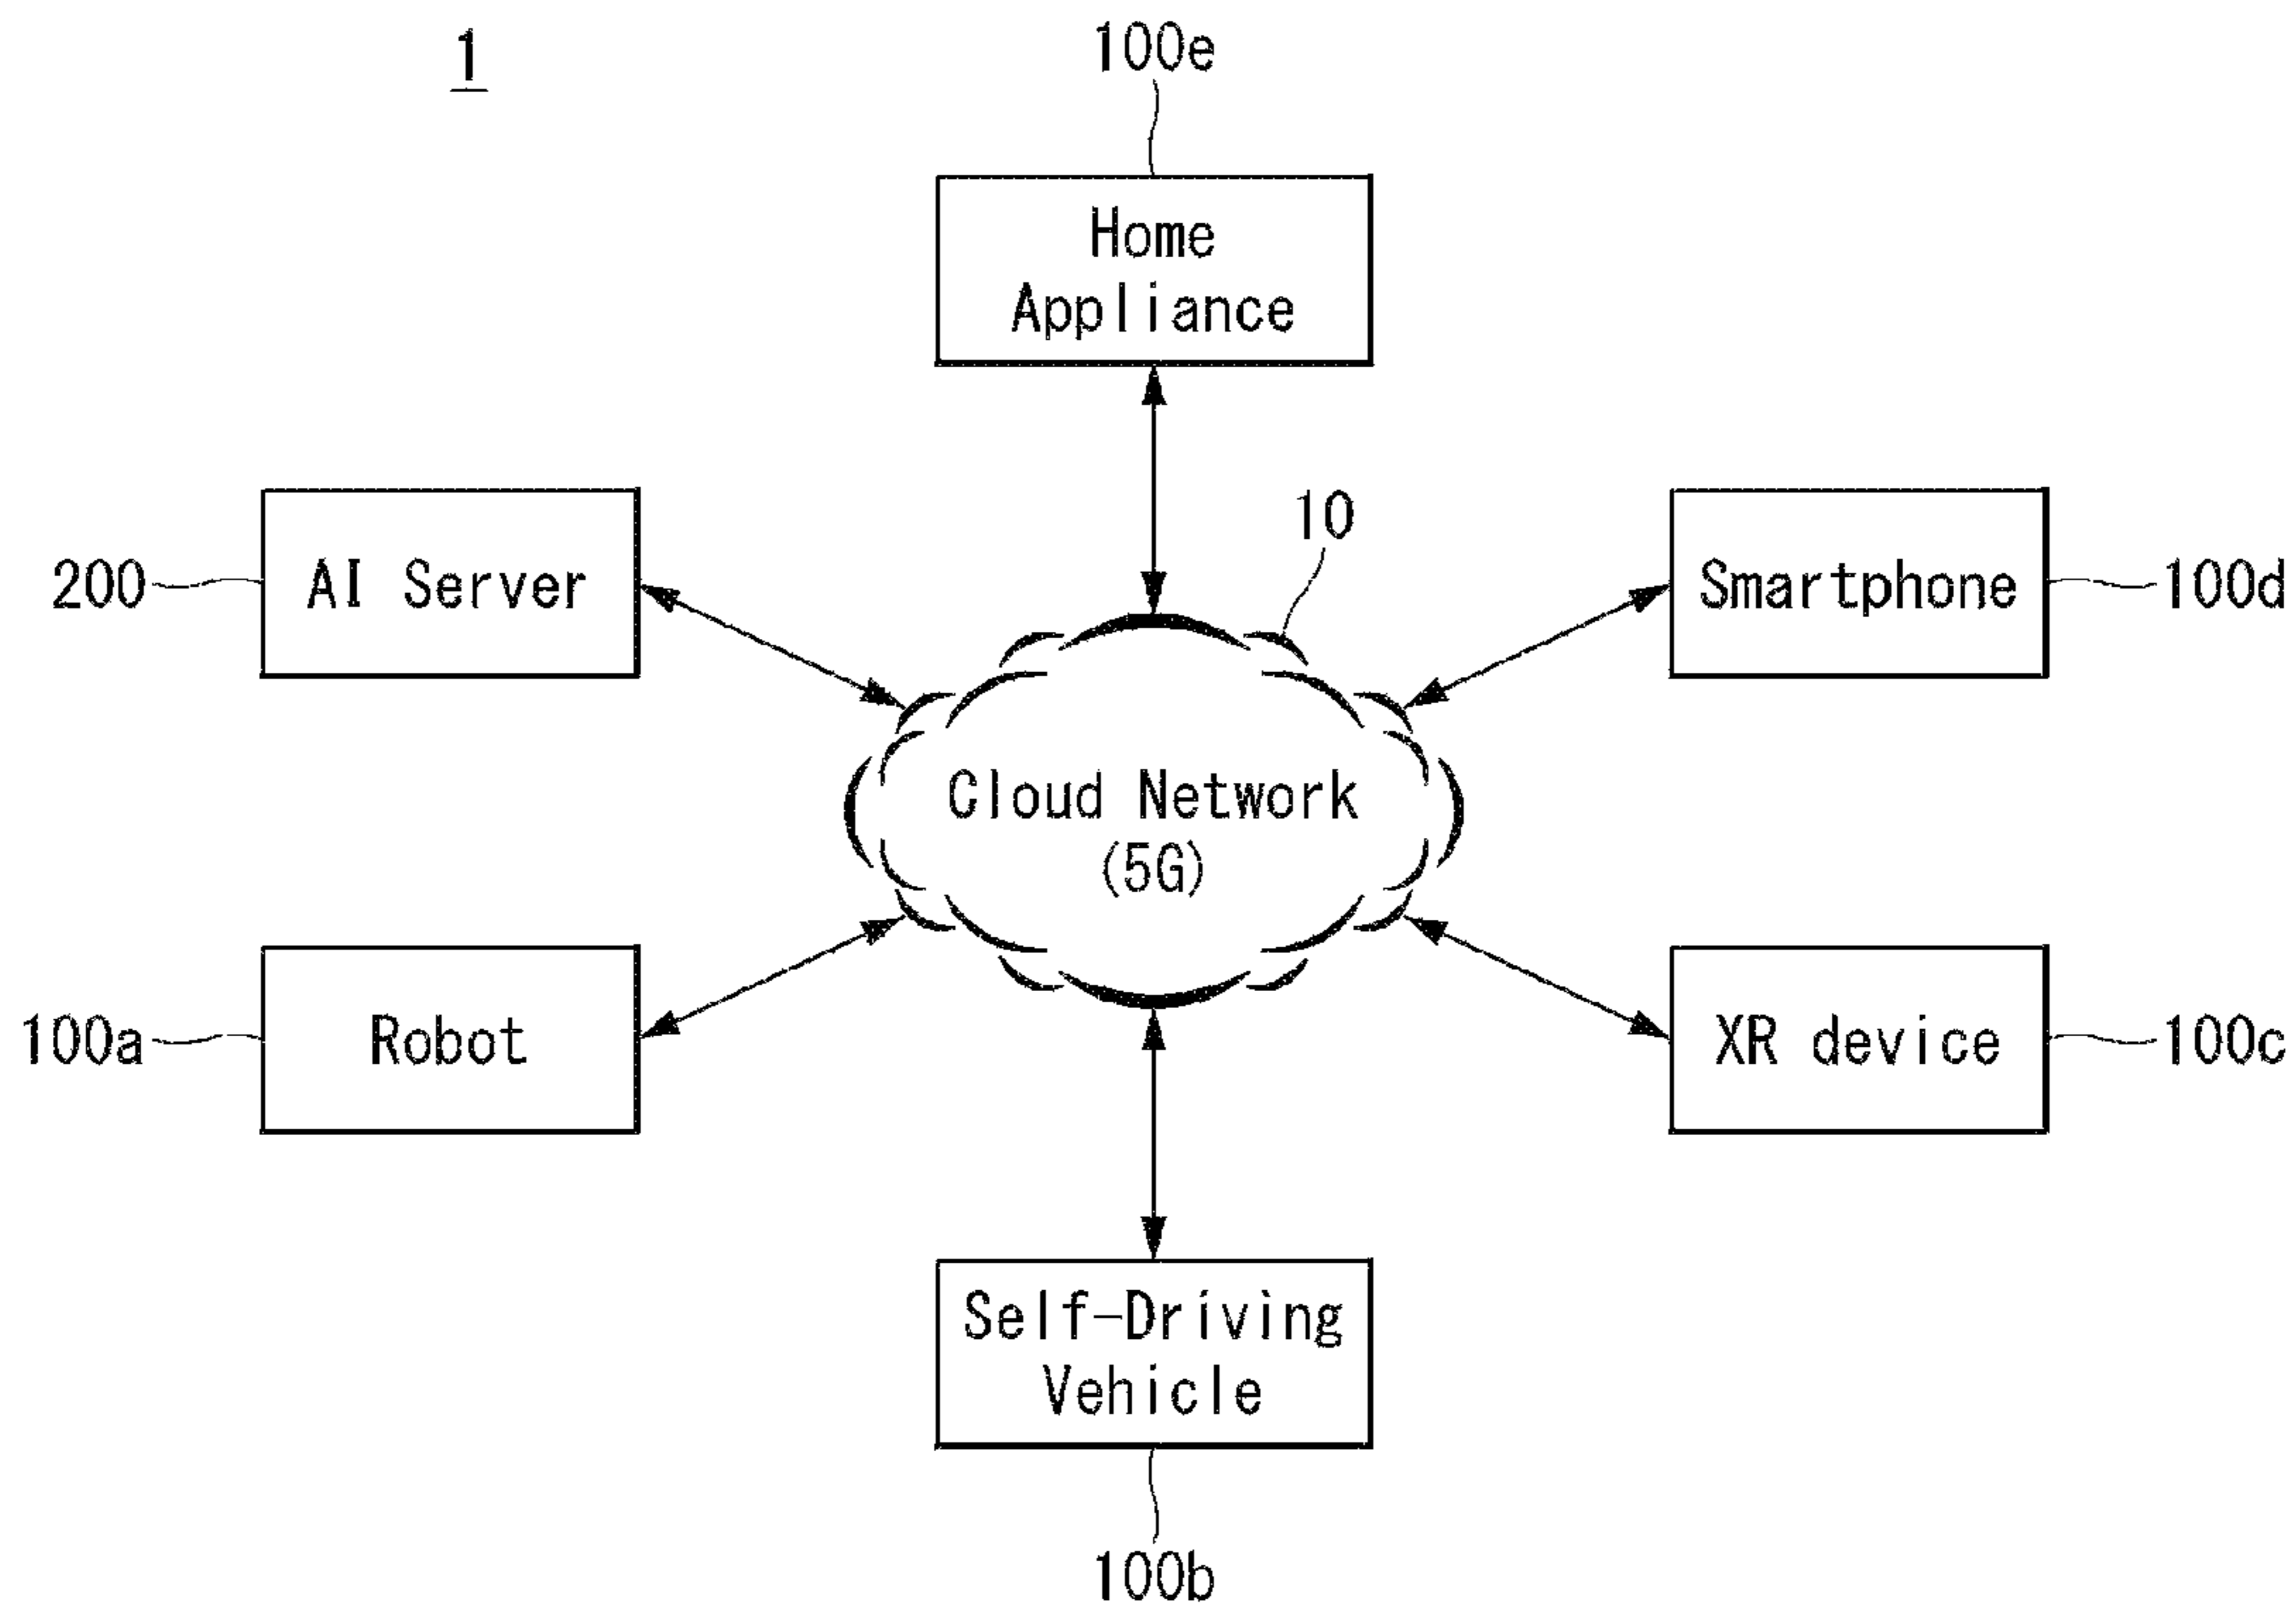 1
100e
Home
Appliance
10
200
AI Server
Smartphone
100d
Cloud Network
(5G)
100a
Robot
XR device
100c
Self-Driving
Vehicle
100b